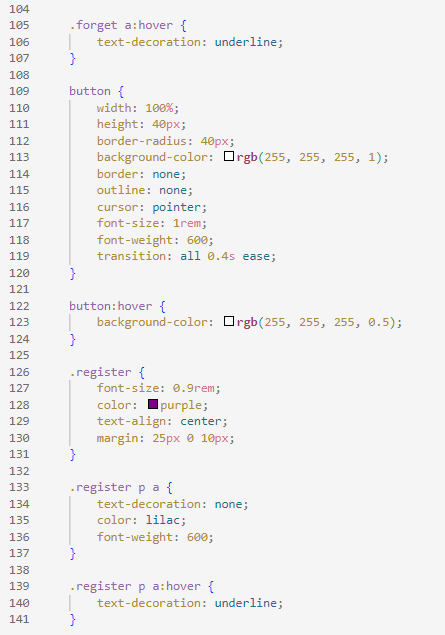 104
105 .forget a:hover {
106 text-decoration: underline;
107 }
108
109 button {
110 width: 100%;
111 height: 40px;
112 border-radius: 40px;
113 background-color: rgb(255, 255, 255, 1);
114 border: none;
115 outline: none;
116 cursor: pointer;
117 font-size: 1rem;
118 font-weight: 600;
119 transition: all 0.4s ease;
120 }
121
122 button:hover {
123 background-color: rgb(255, 255, 255, 0.5);
124 }
125
126 .register {
127 font-size: 0.9rem;
128 color: purple;
129 text-align: center;
130 margin: 25px 0 10px;
131 }
132
133 .register p a {
134 text-decoration: none;
135 color: lilac;
136 font-weight: 600;
137 }
138
139 .register p a:hover {
140 text-decoration: underline;
141 }